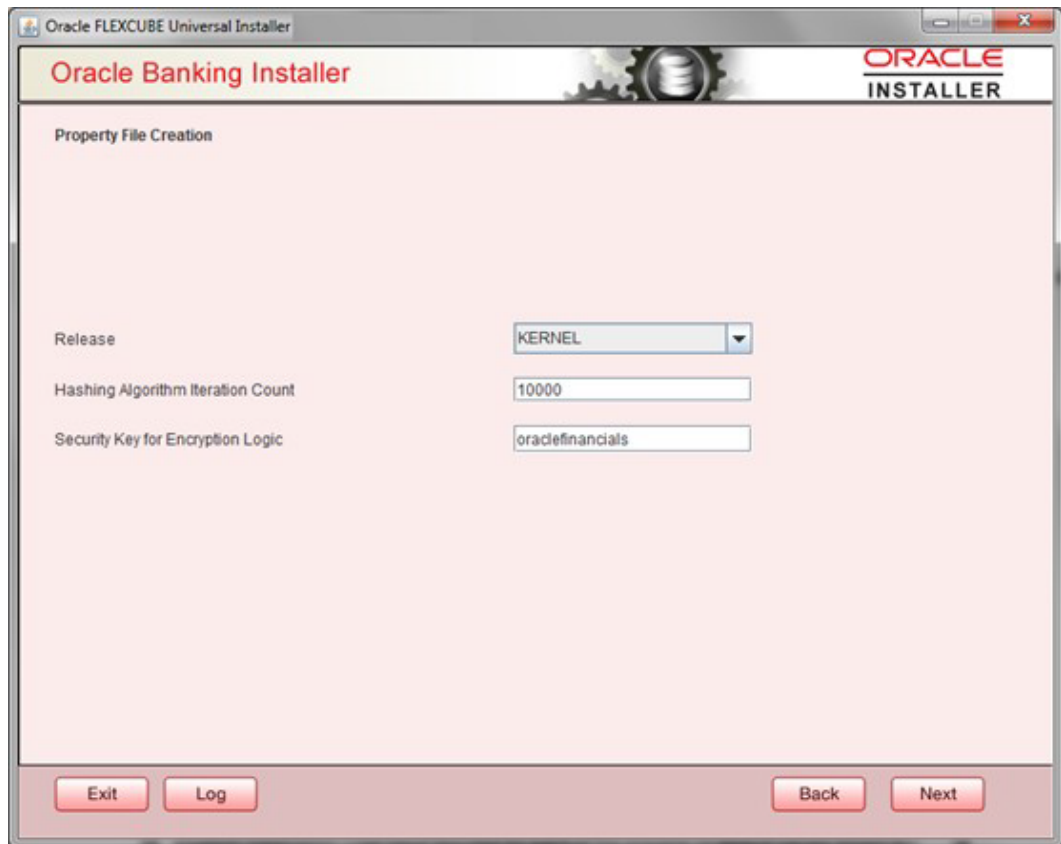 Oracle FLEXCUBE Universal Installer
Oracle Banking Installer
ORACLE
INSTALLER
Property File Creation
Release
KERNEL
Hashing Algorithm Iteration Count
10000
Security Key for Encryption Logic
oraclefinancials
Exit
Log
Back
Next